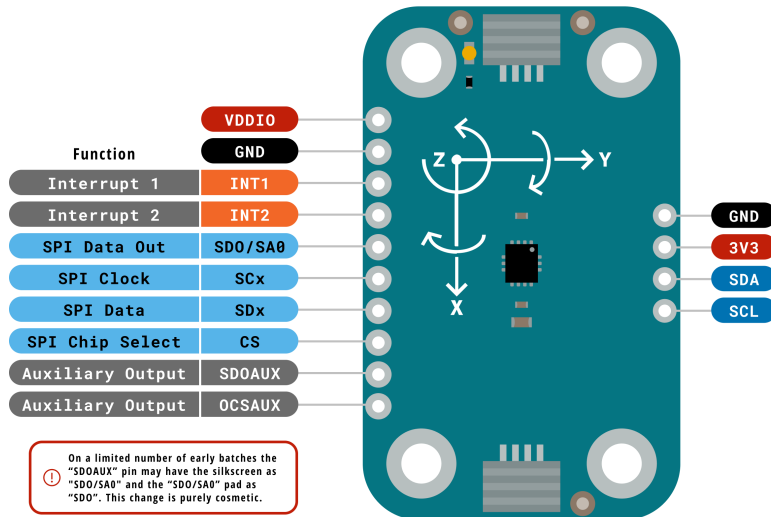 VDDIO
Function GND
Interrupt 1 INT1
Interrupt 2 INT2
SPI Data Out SDO/SA0
SPI Clock SCx
SPI Data SDx
SPI Chip Select CS
Auxiliary Output SDOAUX
Auxiliary Output OCSAUX
Z Y
X
GND
3V3
SDA
SCL
On a limited number of early batches the
"SDOAUX" pin may have the silkscreen as
"SDO/SA0" and the "SDO/SA0" pad as
"SDO". This change is purely cosmetic.